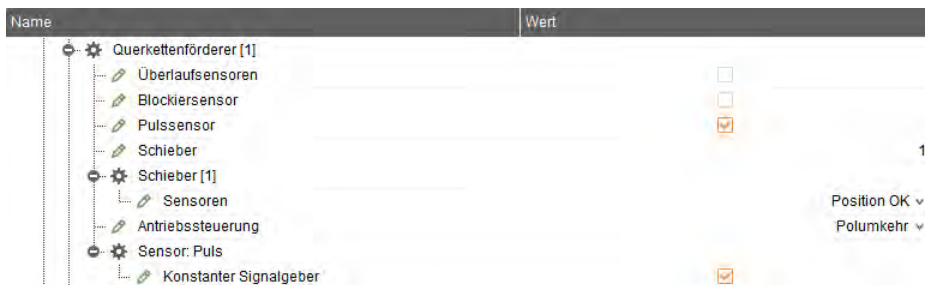 Name Wert
Querkettenförderer [1]
Überlaufsensoren
Blockiersensor
Pulssensor
Schieber 1
Schieber [1]
Sensoren Position OK
Antriebssteuerung Polumkehr
Sensor: Puls
Konstanter Signalgeber